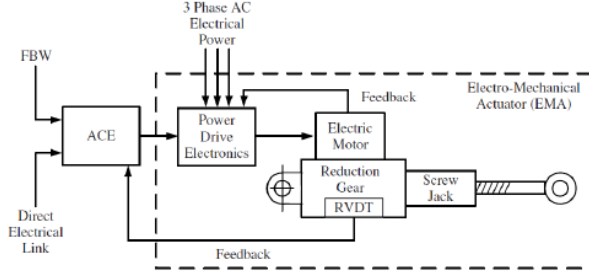 3 Phase AC
Electrical
Power
FBW
Feedback
Electro-Mechanical
Actuator (EMA)
ACE
Power
Drive
Electronics
Electric
Motor
Reduction
Gear
Screw
Jack
RVDT
Direct
Electrical
Link
Feedback